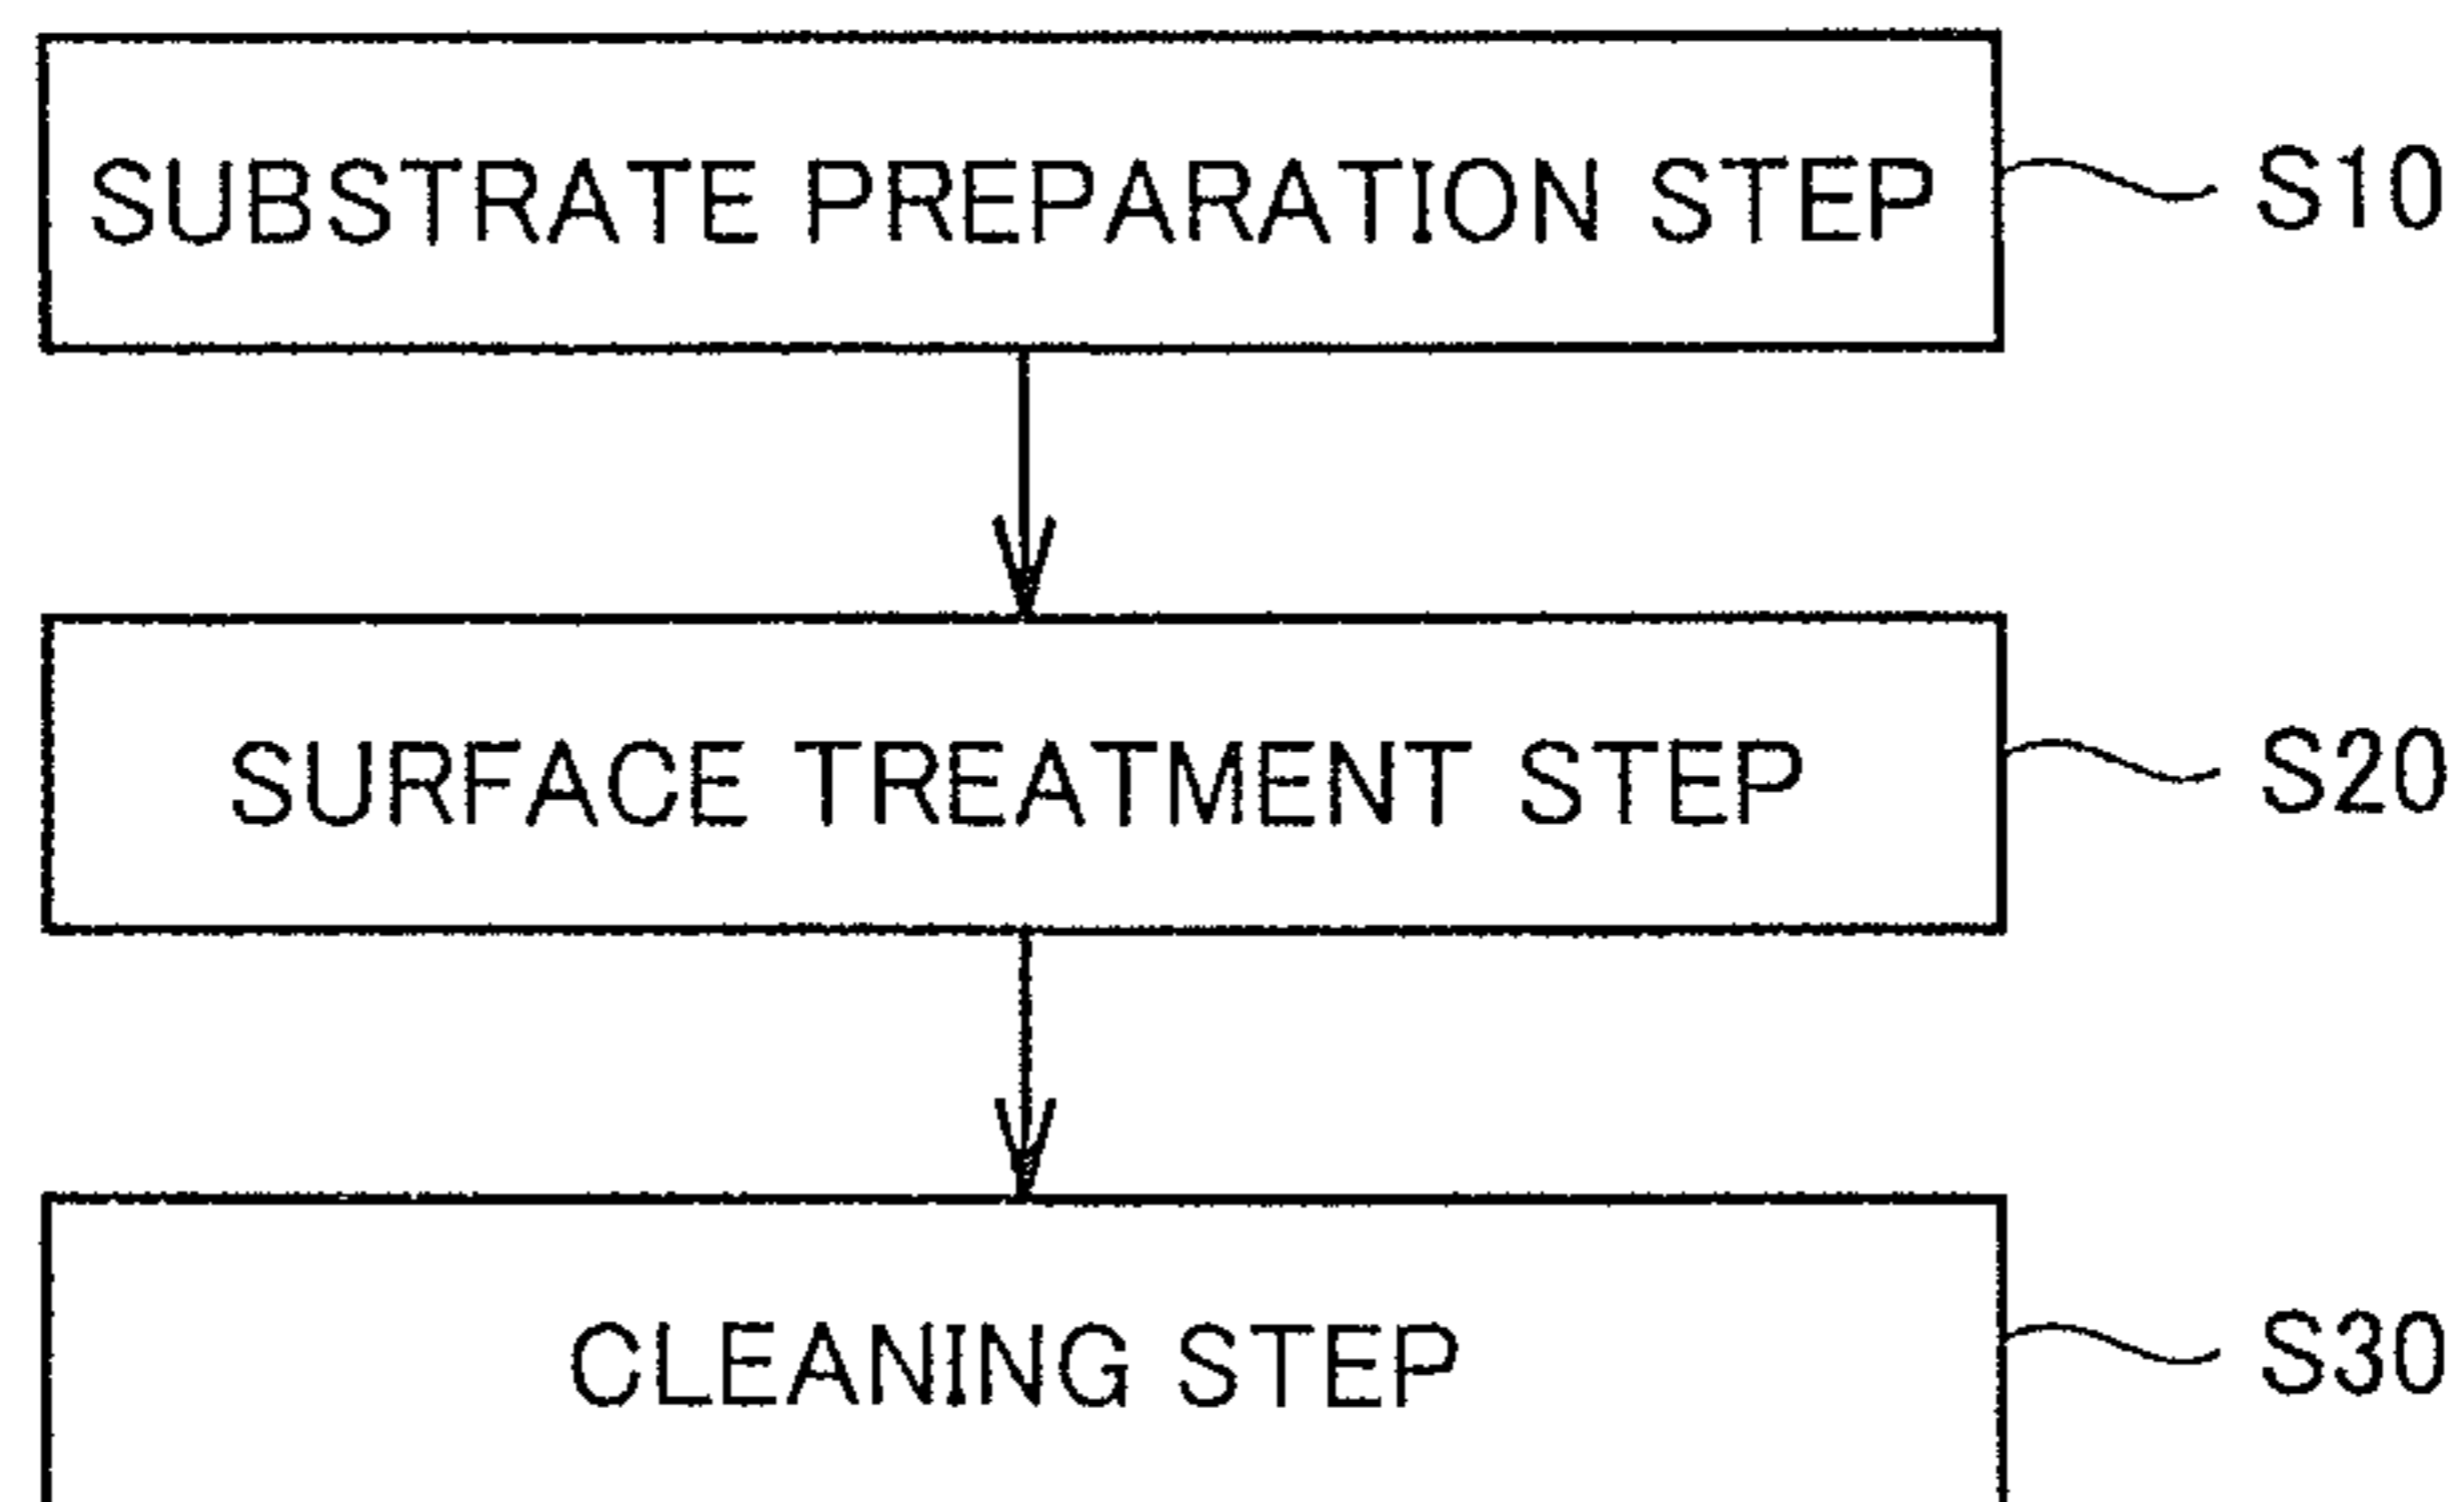 SUBSTRATE PREPARATION STEP S10
SURFACE TREATMENT STEP S20
CLEANING STEP S30